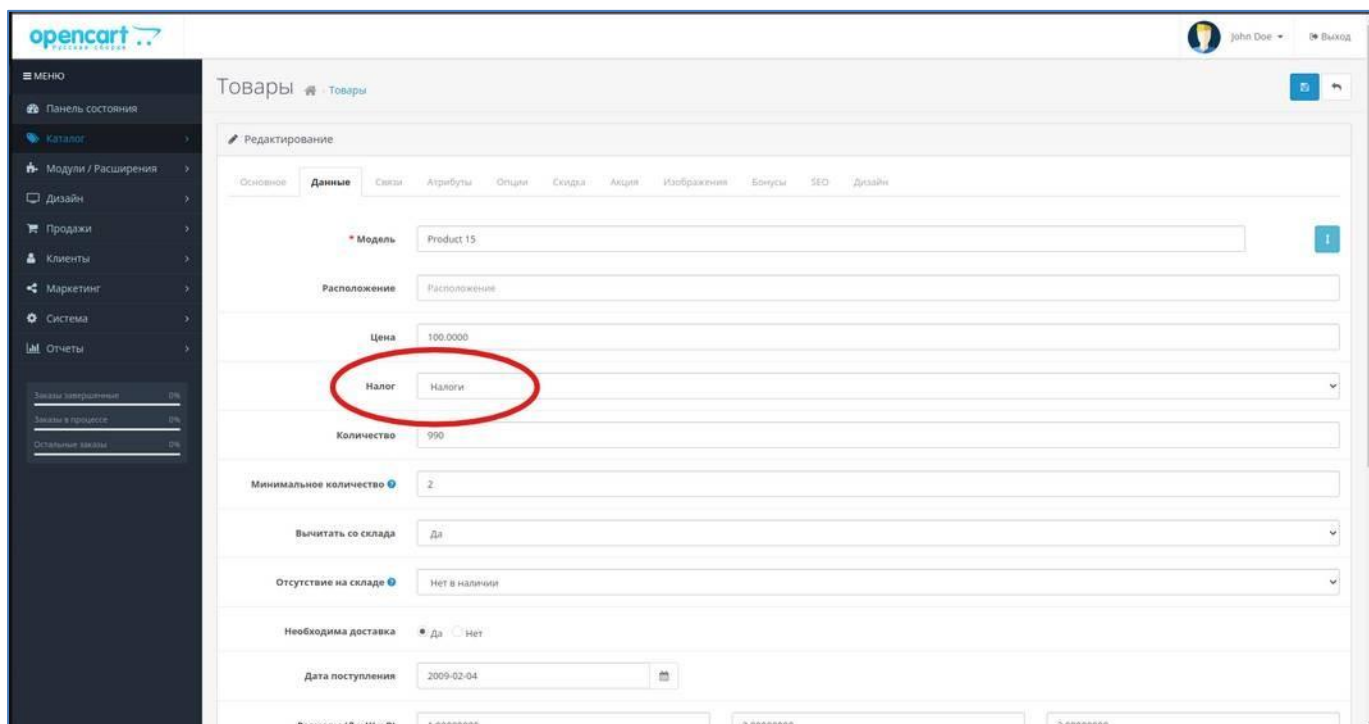 opencart
русская сборка
John Doe
Выход
МЕНЮ
Панель состояния
Каталог
Модули / Расширения
Дизайн
Продажи
Клиенты
Маркетинг
Система
Отчеты
Заказы завершенные 0%
Заказы в процессе 0%
Остальные заказы 0%
Товары Товары
Редактирование
Основное Данные Связи Атрибуты Опции Скидка Акция Изображения Бонусы SEO Дизайн
* Модель Product 15
Расположение Расположение
Цена 100.0000
Налог Налоги
Количество 990
Минимальное количество 2
Вычитать со склада Да
Отсутствие на складе Нет в наличии
Необходима доставка Да Нет
Дата поступления 2009-02-04